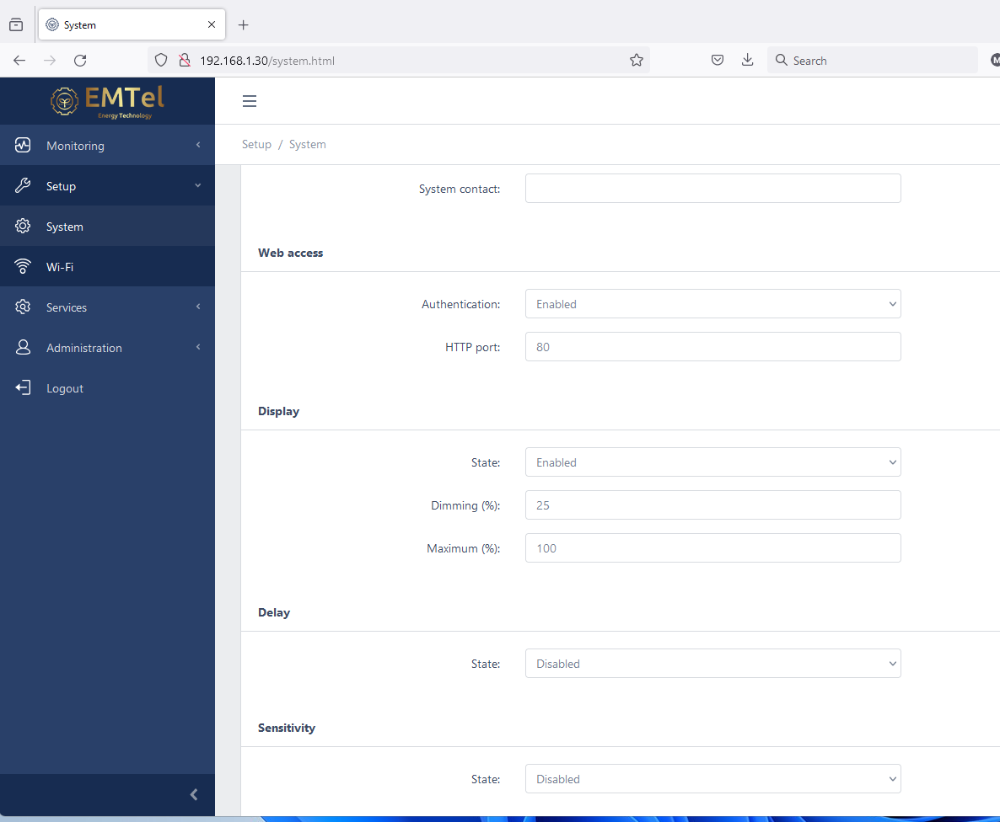 System
192.168.1.30/system.html
Search
M
EMTel
Energy Technology
Monitoring
Setup
System
Wi-Fi
Services
Administration
Logout
Setup / System
System contact:
Web access
Authentication: Enabled
HTTP port: 80
Display
State: Enabled
Dimming (%): 25
Maximum (%): 100
Delay
State: Disabled
Sensitivity
State: Disabled